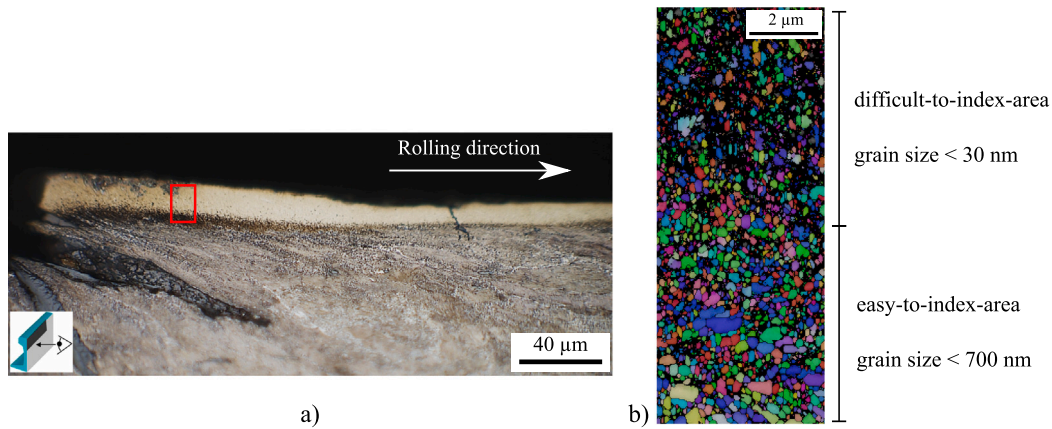 Rolling direction
40 µm
a)
2 µm
difficult-to-index-area
grain size < 30 nm
easy-to-index-area
grain size < 700 nm
b)